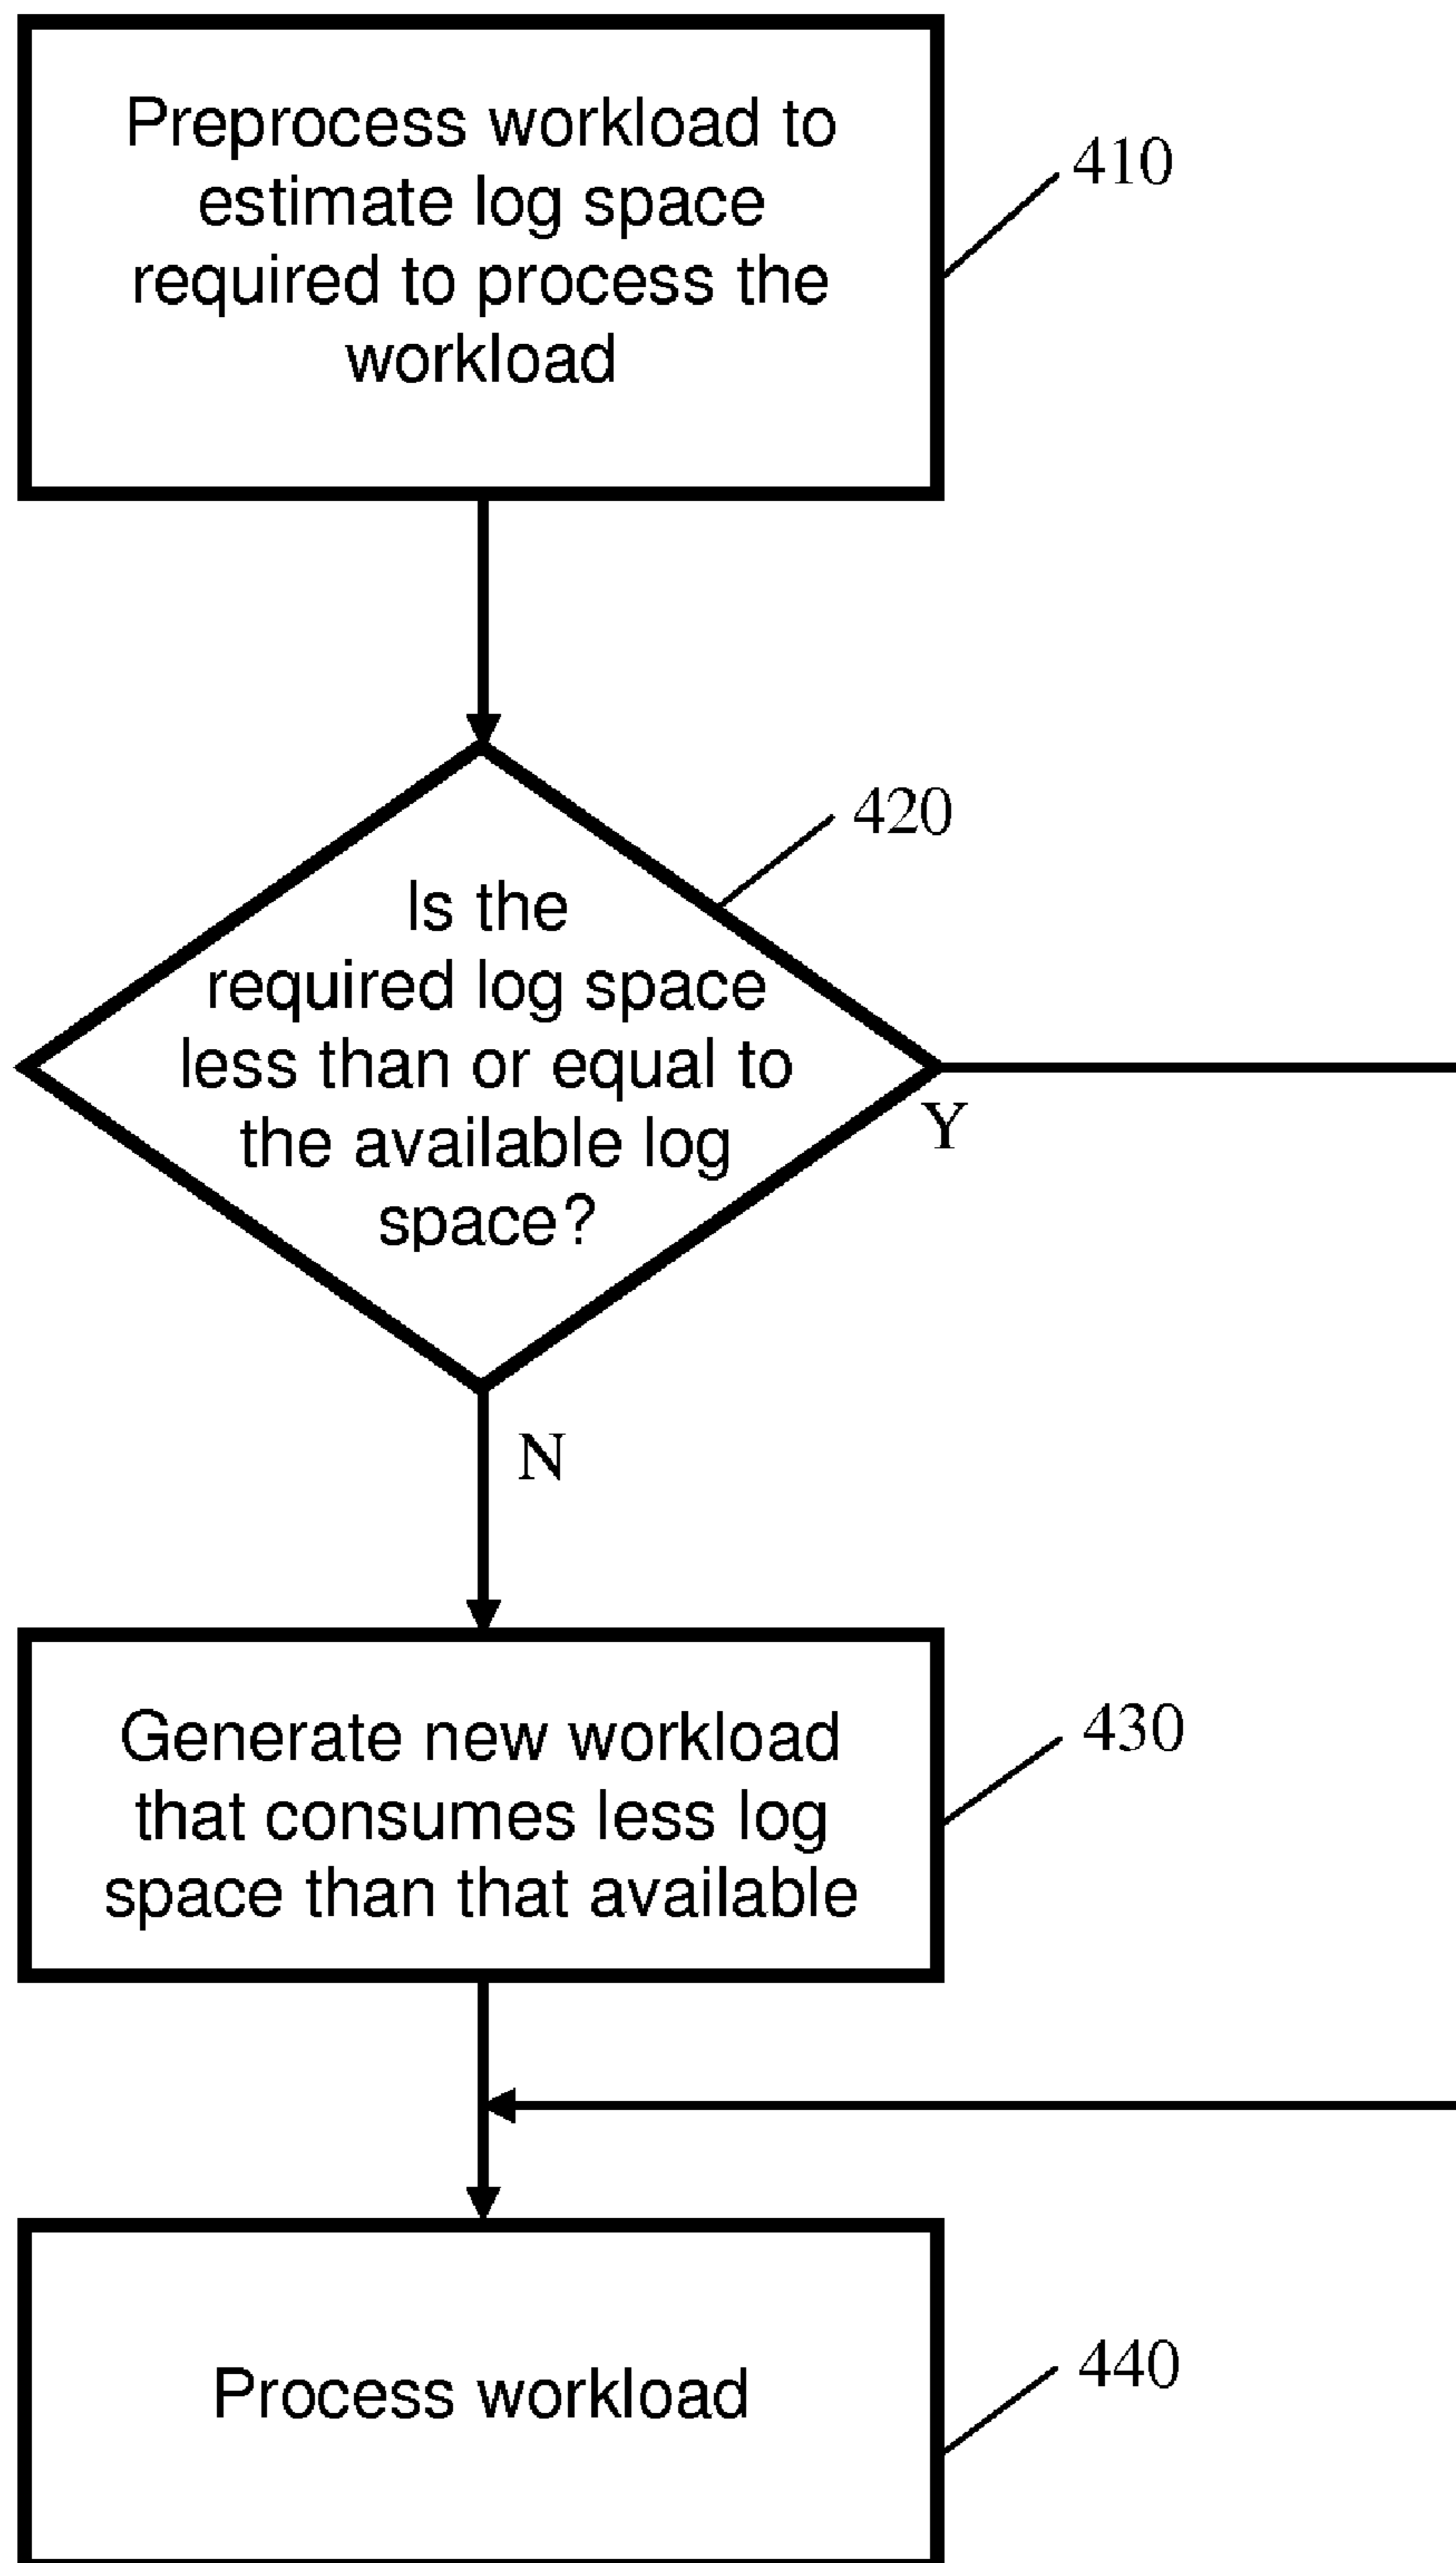 Preprocess workload to
estimate log space
required to process the
workload
410
420
Is the
required log space
less than or equal to
the available log
space?
Y
N
Generate new workload
that consumes less log
space than that available
430
Process workload
440